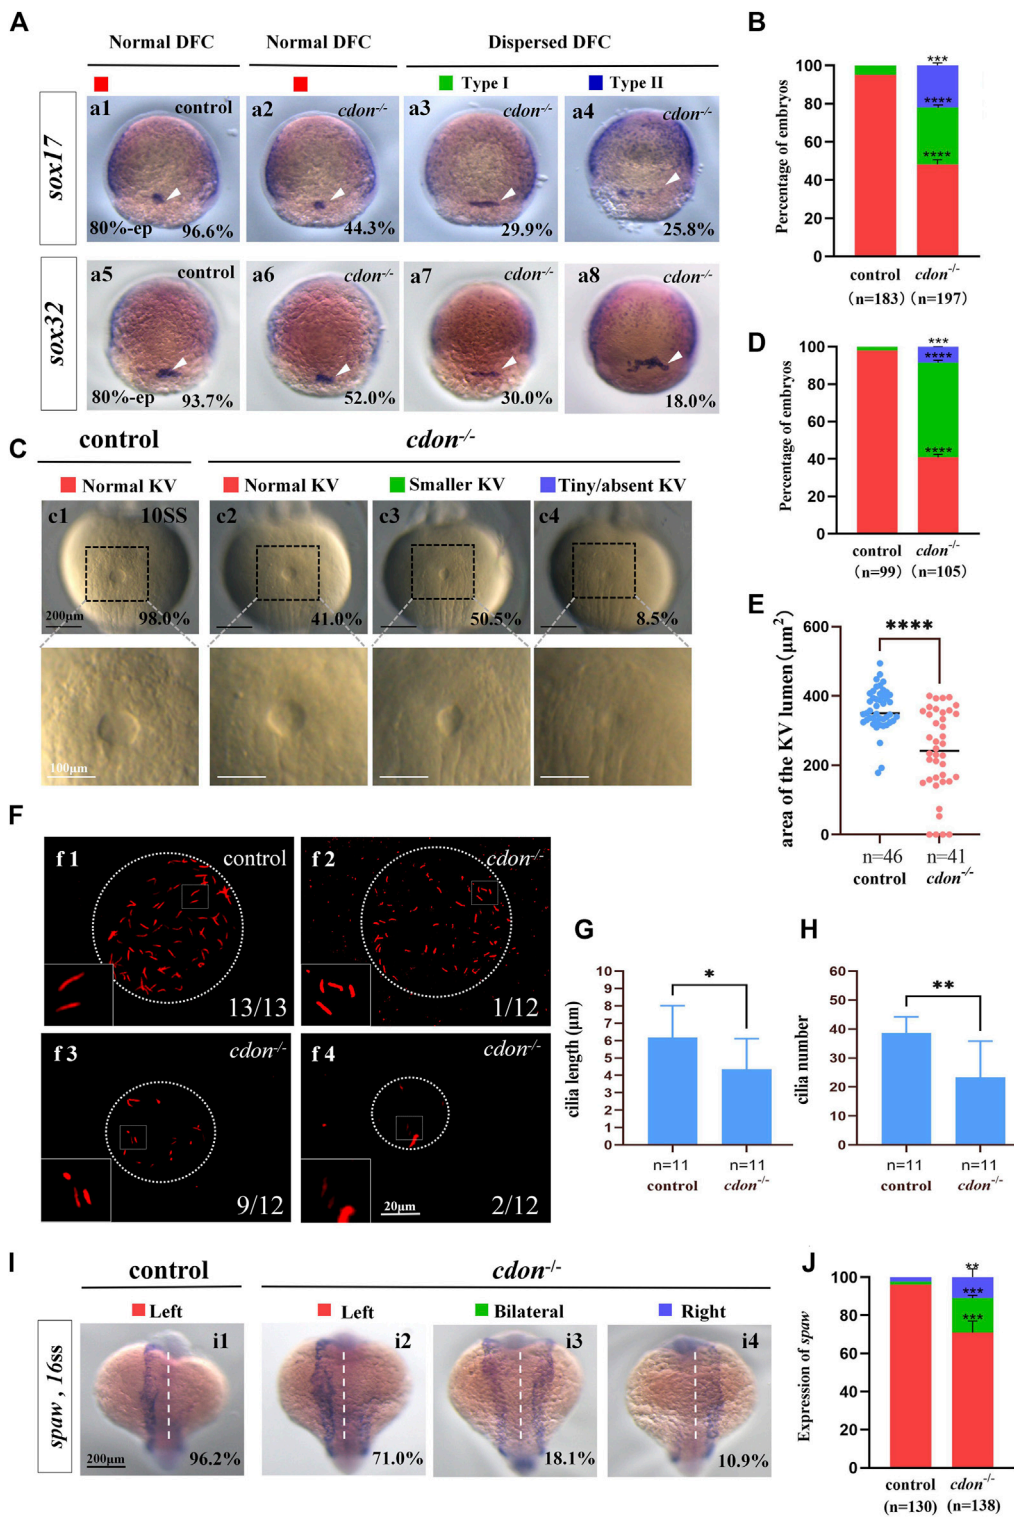 A
Normal DFC Normal DFC Dispersed DFC
Type I Type II
sox17
a1 control a2 cdon-/- a3 cdon-/- a4 cdon-/-
80%-ep 96.6% 44.3% 29.9% 25.8%
sox32
a5 control a6 cdon-/- a7 cdon-/- a8 cdon-/-
80%-ep 93.7% 52.0% 30.0% 18.0%
B
Percentage of embryos
100
80
60
40
20
0
***
****
****
control cdon-/-
(n=183) (n=197)
C
control cdon-/-
Normal KV Normal KV Smaller KV Tiny/absent KV
c1 10SS c2 c3 c4
200μm 98.0% 41.0% 50.5% 8.5%
100μm
D
Percentage of embryos
100
80
60
40
20
0
***
****
****
control cdon-/-
(n=99) (n=105)
E
area of the KV lumen(μm2)
600
400
200
0
****
n=46 n=41
control cdon-/-
F
f 1 control f 2 cdon-/-
13/13 1/12
f 3 cdon-/- f 4 cdon-/-
9/12 20μm 2/12
G
cilia length (μm)
10
9
8
7
6
5
4
3
2
1
0
*
n=11 n=11
control cdon-/-
H
cilia number
60
50
40
30
20
10
0
**
n=11 n=11
control cdon-/-
I
control cdon-/-
Left Left Bilateral Right
spaw , 16ss
i1 i2 i3 i4
200μm 96.2% 71.0% 18.1% 10.9%
J
Expression of spaw
100
80
60
40
20
0
**
***
***
control cdon-/-
(n=130) (n=138)